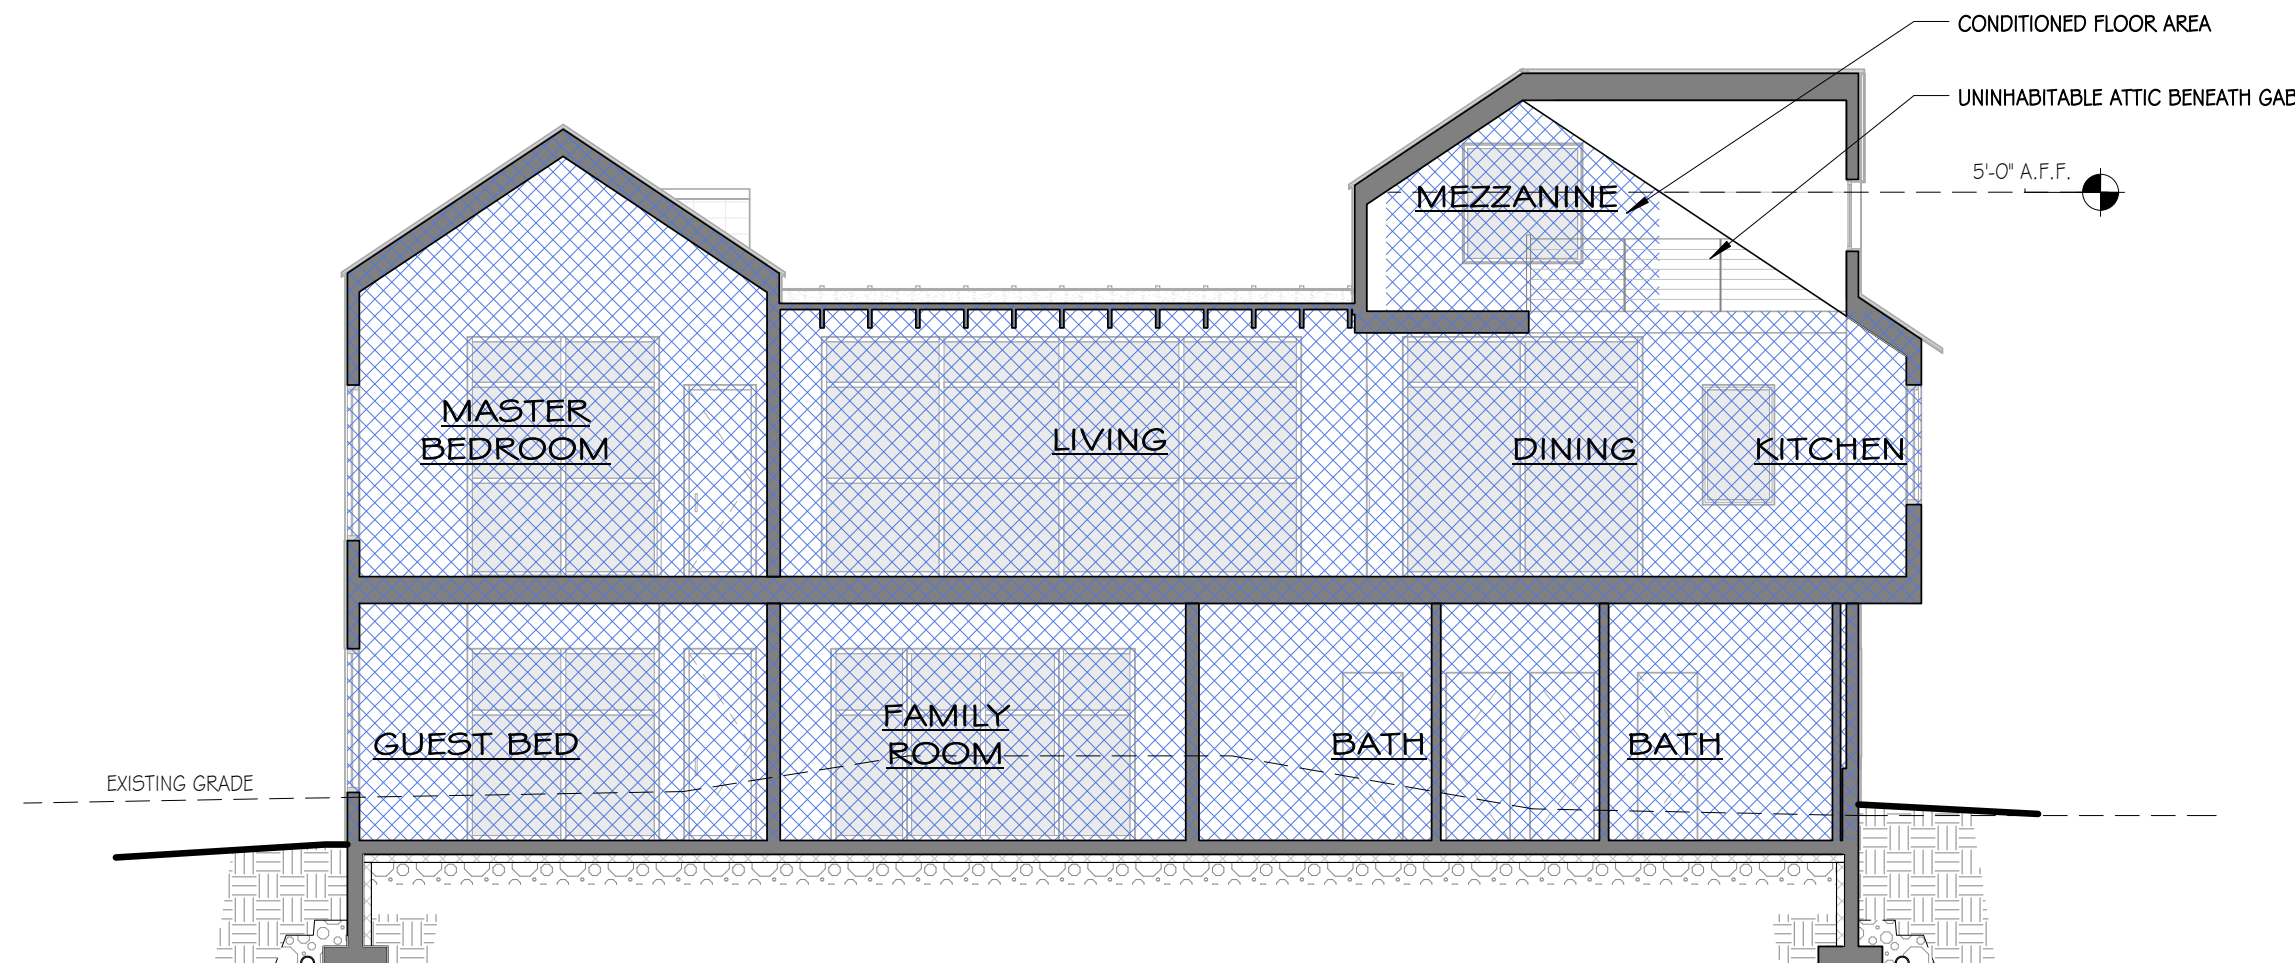 CONDITIONED FLOOR AREA
UNINHABITABLE ATTIC BENEATH GAB
5'-0" A.F.F.
MEZZANINE
MASTER
BEDROOM
LIVING
DINING
KITCHEN
FAMILY
ROOM
GUEST BED
BATH
BATH
EXISTING GRADE